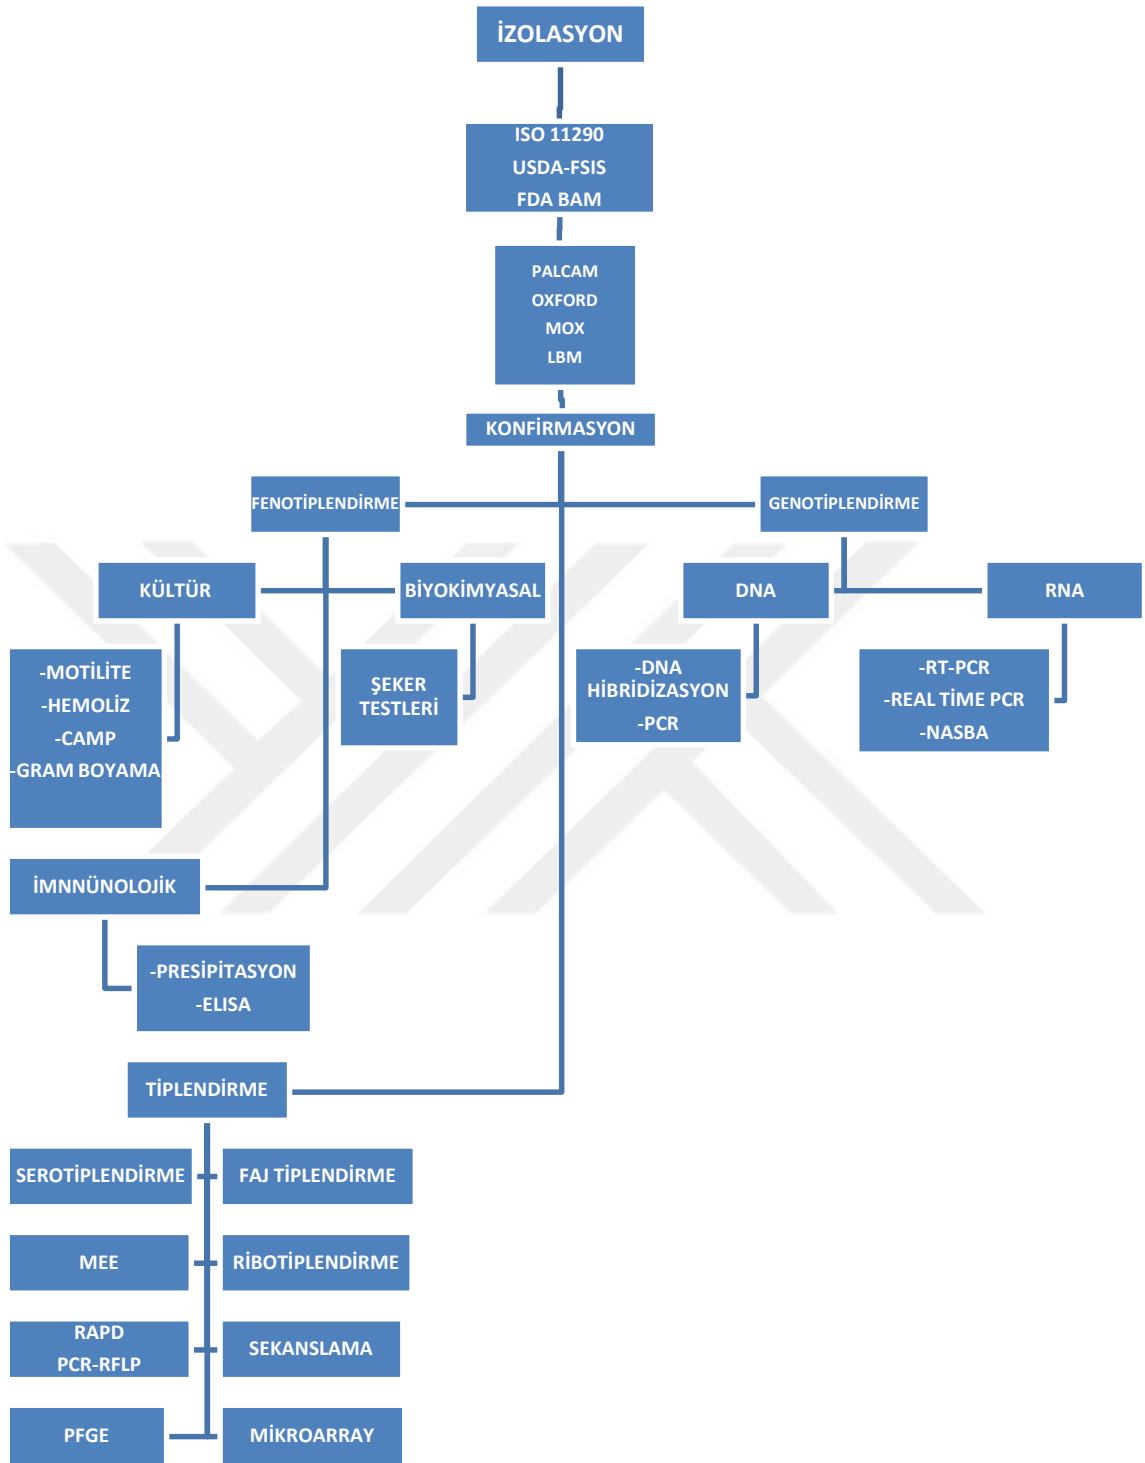 İZOLASYON
ISO 11290
USDA-FSIS
FDA BAM
PALCAM
OXFORD
MOX
LBM
KONFİRMASYON
FENOTİPLENDİRME
GENOTİPLENDİRME
KÜLTÜR
BİYOKİMYASAL
DNA
RNA
-MOTİLİTE
-HEMOLİZ
-CAMP
-GRAM BOYAMA
ŞEKER
TESTLERİ
-DNA
HİBRİDİZASYON
-PCR
-RT-PCR
-REAL TİME PCR
-NASBA
İMNNÜNOLOJİK
-PRESİPİTASYON
-ELISA
TİPLENDİRME
SEROTİPLENDİRME
FAJ TİPLENDİRME
MEE
RİBOTİPLENDİRME
RAPD
PCR-RFLP
SEKANSLAMA
PFGE
MİKROARRAY